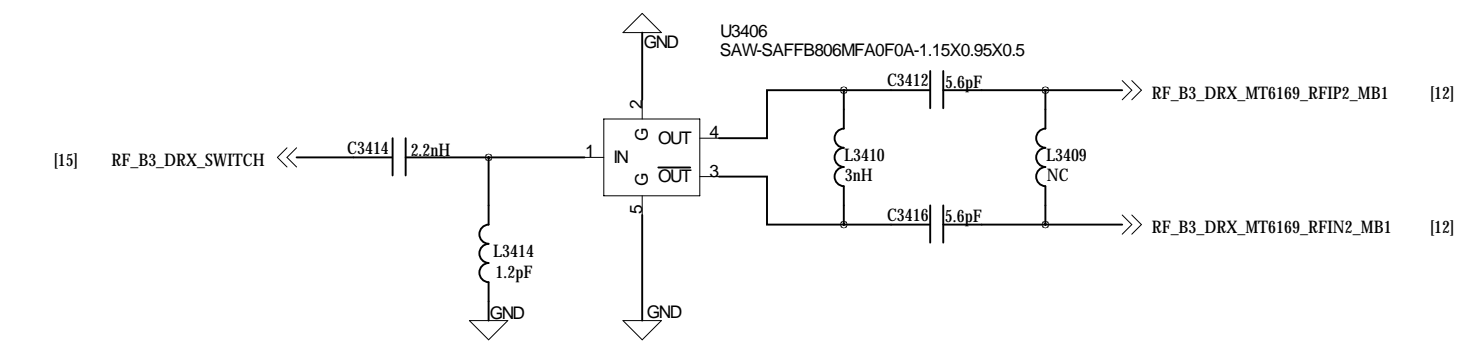 U3406
SAW-SAFFB806MFA0F0A-1.15X0.95X0.5
GND
C3412 5.6pF
RF_B3_DRX_MT6169_RFIP2_MB1 [12]
2
G OUT 4
[15] RF_B3_DRX_SWITCH C3414 2.2nH 1 IN
L3410
3nH
L3409
NC
G OUT 3
5
C3416 5.6pF
RF_B3_DRX_MT6169_RFIN2_MB1 [12]
L3414
1.2pF
GND
GND